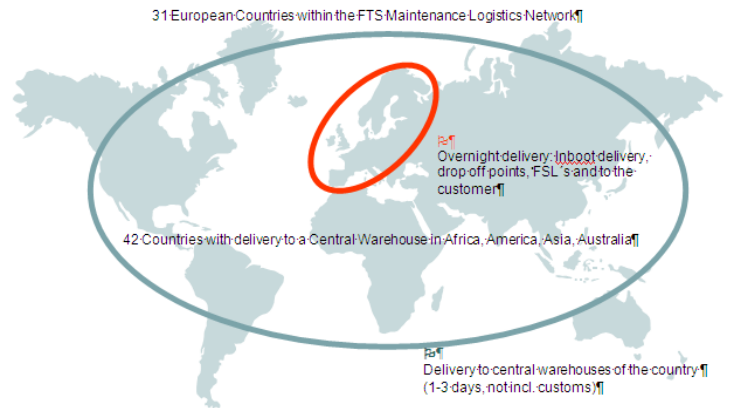 31 European Countries within the FTS Maintenance Logistics Network¶
¶
Overnight delivery: Inboot delivery,
drop off points, FSL´s and to the
customer¶
42 Countries with delivery to a Central Warehouse in Africa, America, Asia, Australia¶
¶
Delivery to central warehouses of the country ¶
(1-3 days, not incl. customs)¶